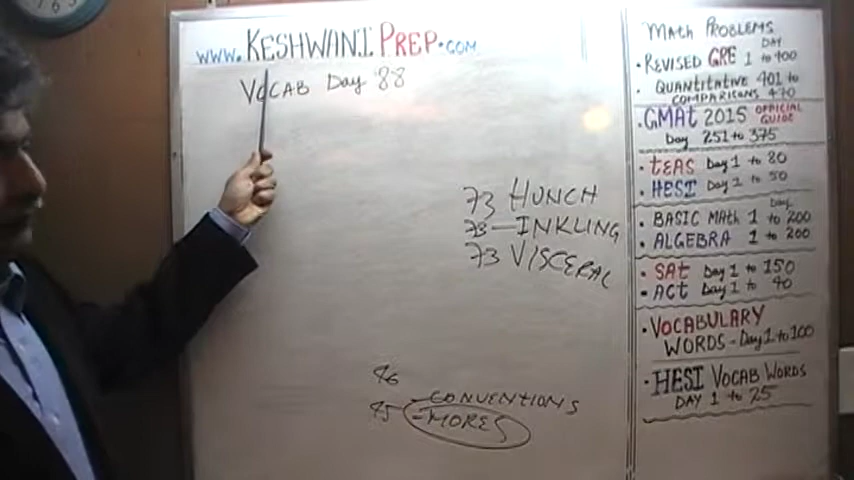 www.KESHWANI PREP.COM
VOCAB Day 88
73 HUNCH
73-INKLING
73 VISCERAL
46 -CONVENTIONS
45 -MORES
MATH PROBLEMS
DAY
•REVISED GRE 1 to 400
•QUANTITATIVE 401 to
COMPARISONS 470
•GMAt 2015 OFFICIAL GUIDE
Day 251 to 375
•tEAS Day 1 to 80
•HESI Day 1 to 50
Day
•BASIC MAtH 1 to 200
•ALGEBRA 1 to 200
-SAt Day 1 to 150
-ACt Day 1 to 40
•VOCABULARY
WORDS-Day 1 to 100
•HESI VOCAB WORDS
DAY 1 to 25